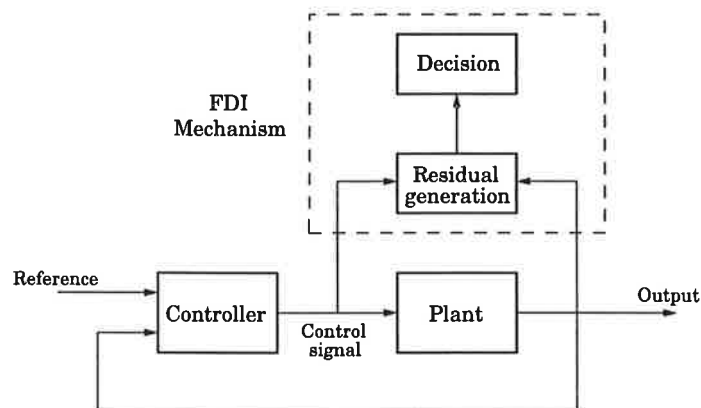 Decision
FDI
Mechanism
Residual
generation
Reference
Controller
Control
signal
Plant
Output